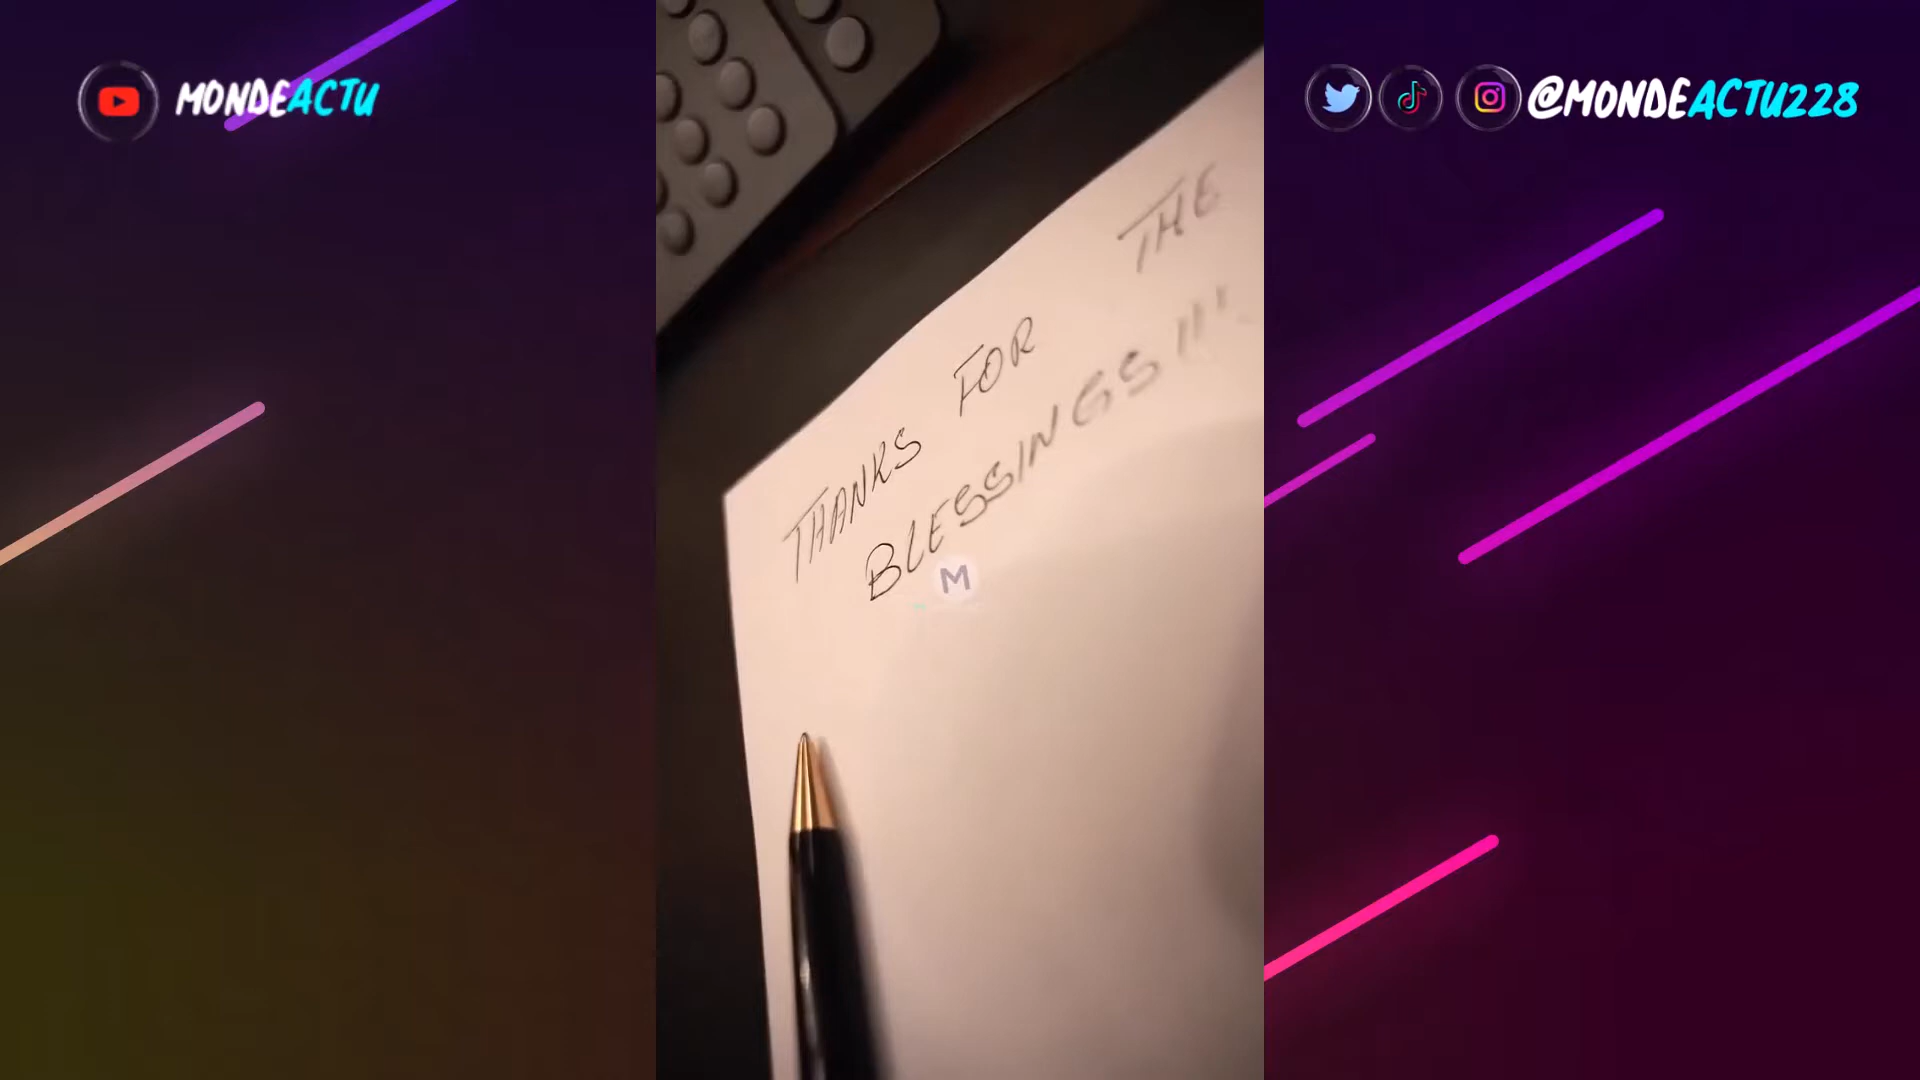 MONDEACTU
@MONDEACTU228
THANKS FOR THE
BLESSINGS!!!
M